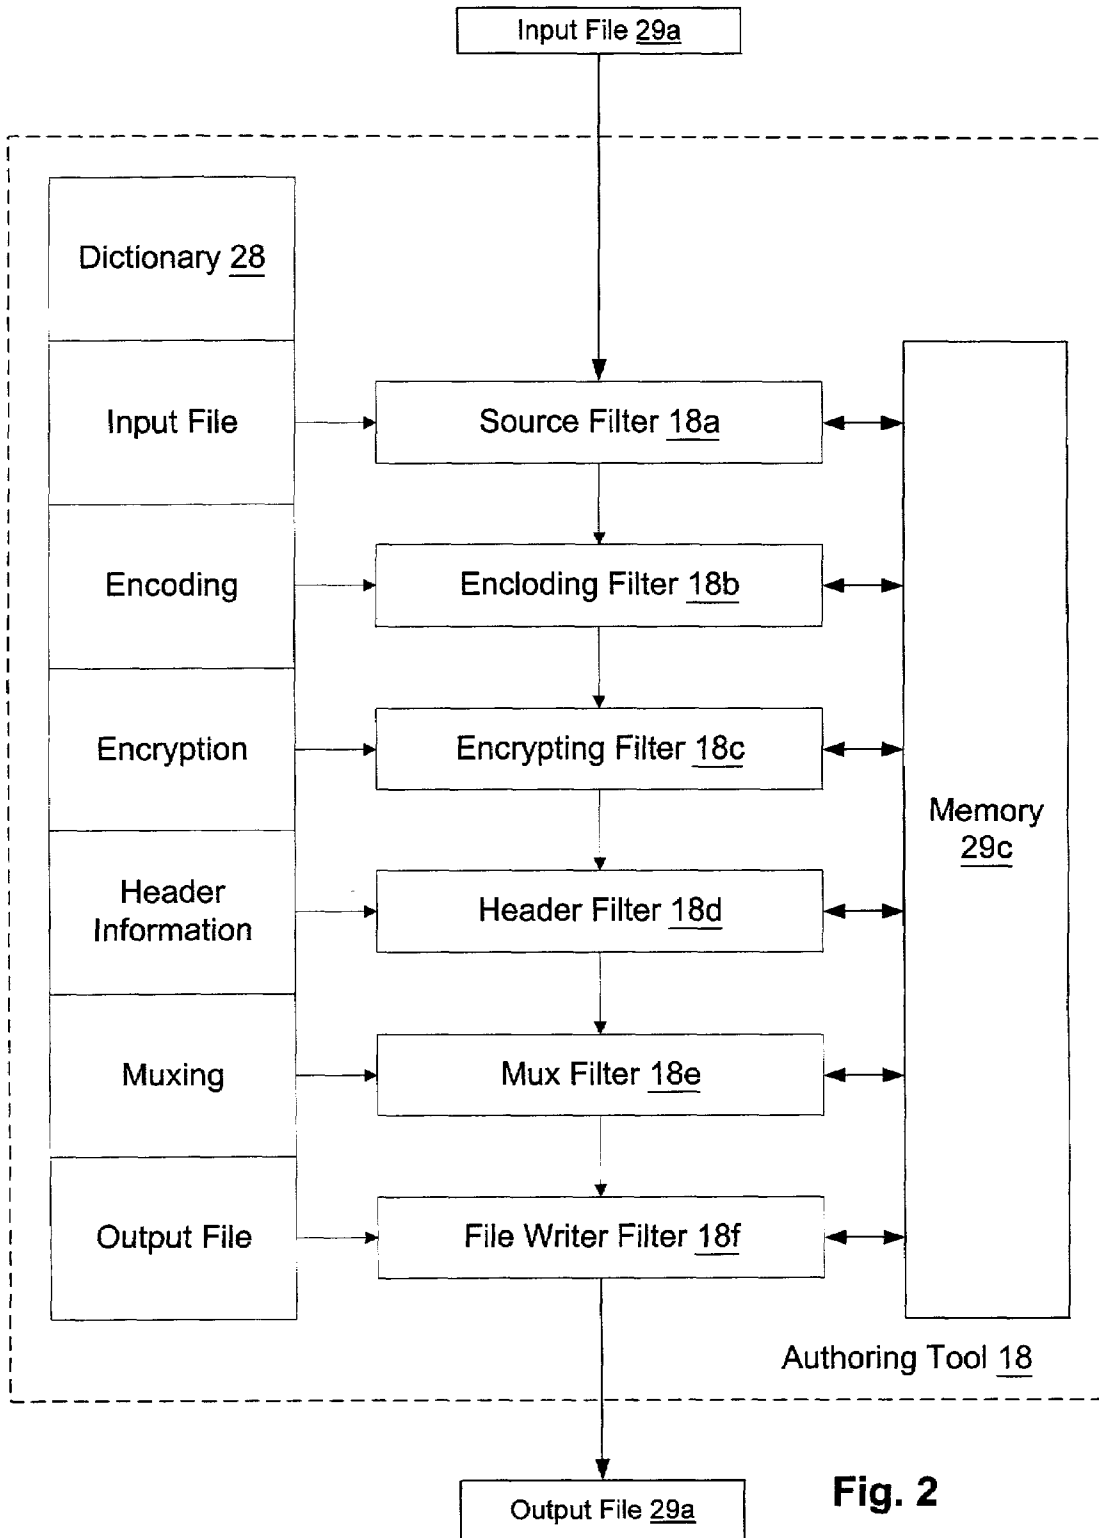 Input File 29a
Dictionary 28
Input File
Source Filter 18a
Encoding
Encloding Filter 18b
Encryption
Encrypting Filter 18c
Memory
29c
Header
Information
Header Filter 18d
Muxing
Mux Filter 18e
Output File
File Writer Filter 18f
Authoring Tool 18
Output File 29a
Fig. 2